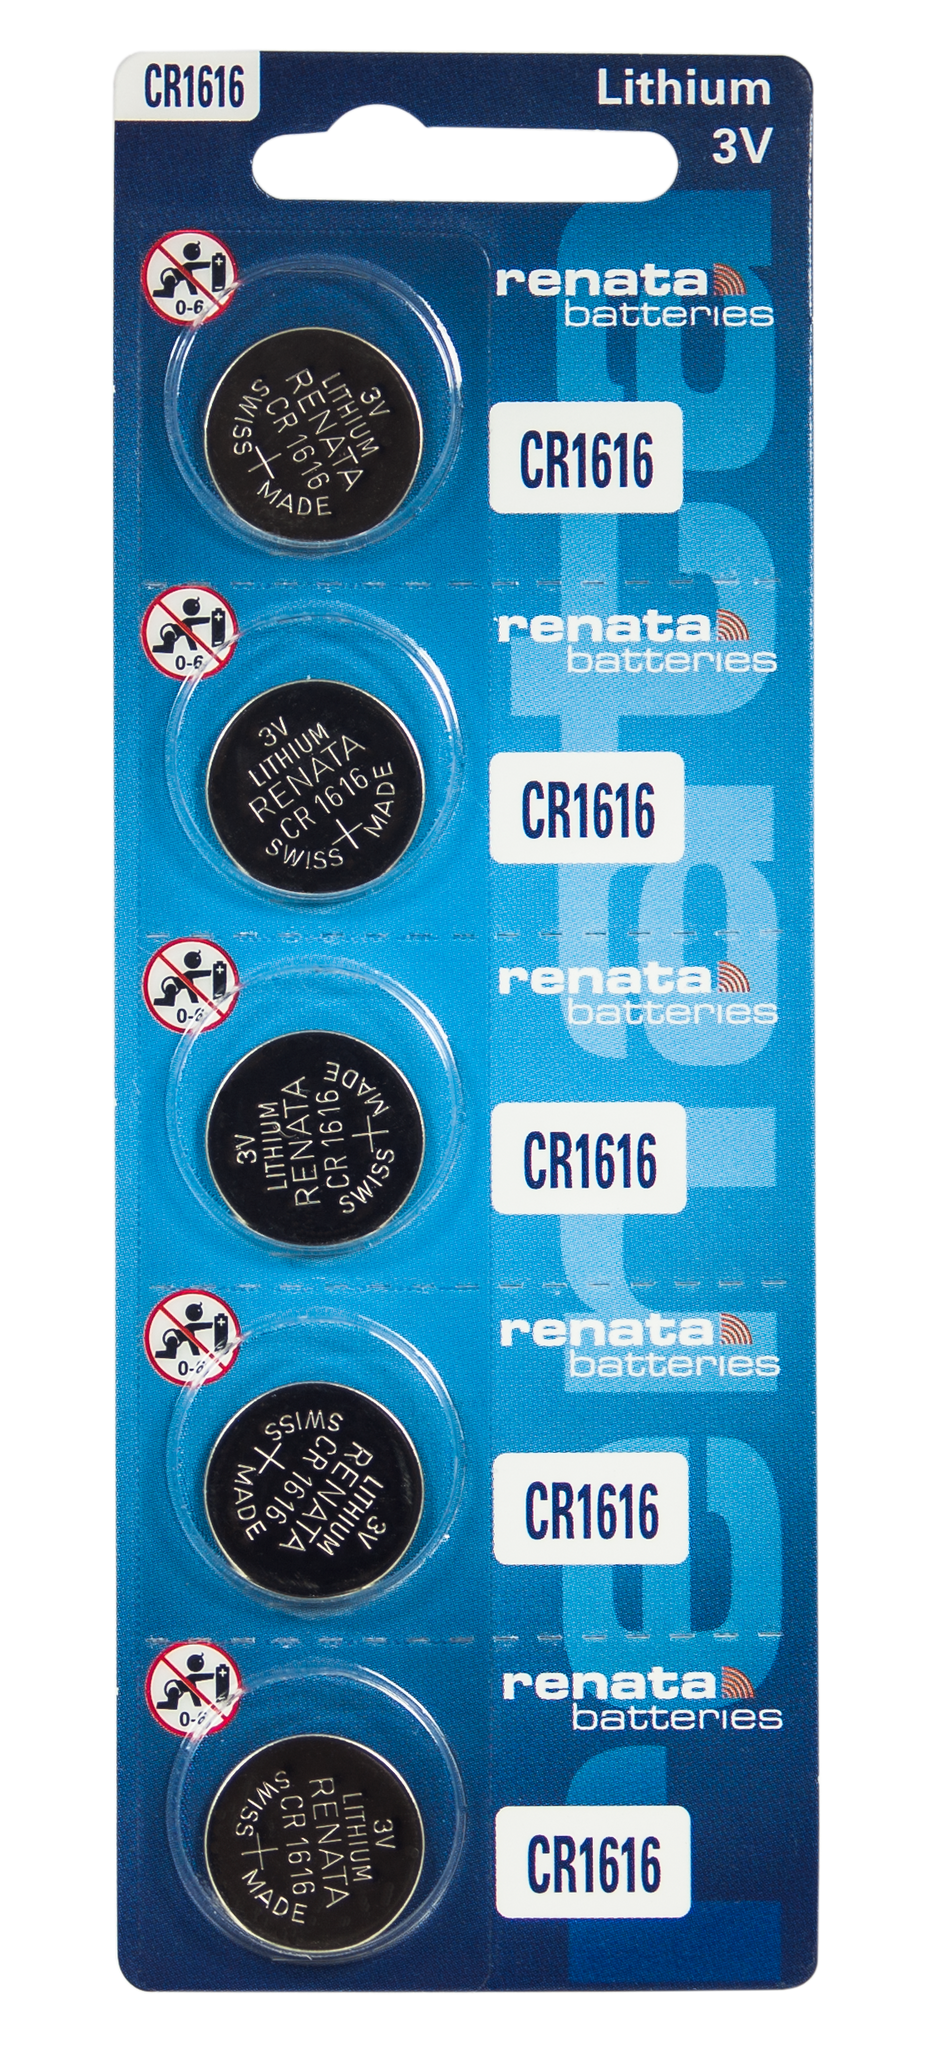 CR1616
Lithium
3V
0-6
renata
batteries
3V
LITHIUM
RENATA
CR 1616
SWISS + MADE
CR1616
0-6
renata
batteries
3V
LITHIUM
RENATA
CR 1616
SWISS + MADE
CR1616
0-6
renata
batteries
3V
LITHIUM
RENATA
CR 1616
SWISS + MADE
CR1616
0-6
renata
batteries
SWISS + MADE
CR 1616
RENATA
LITHIUM
3V
CR1616
0-6
renata
batteries
3V
LITHIUM
RENATA
CR 1616
SWISS + MADE
CR1616
renata